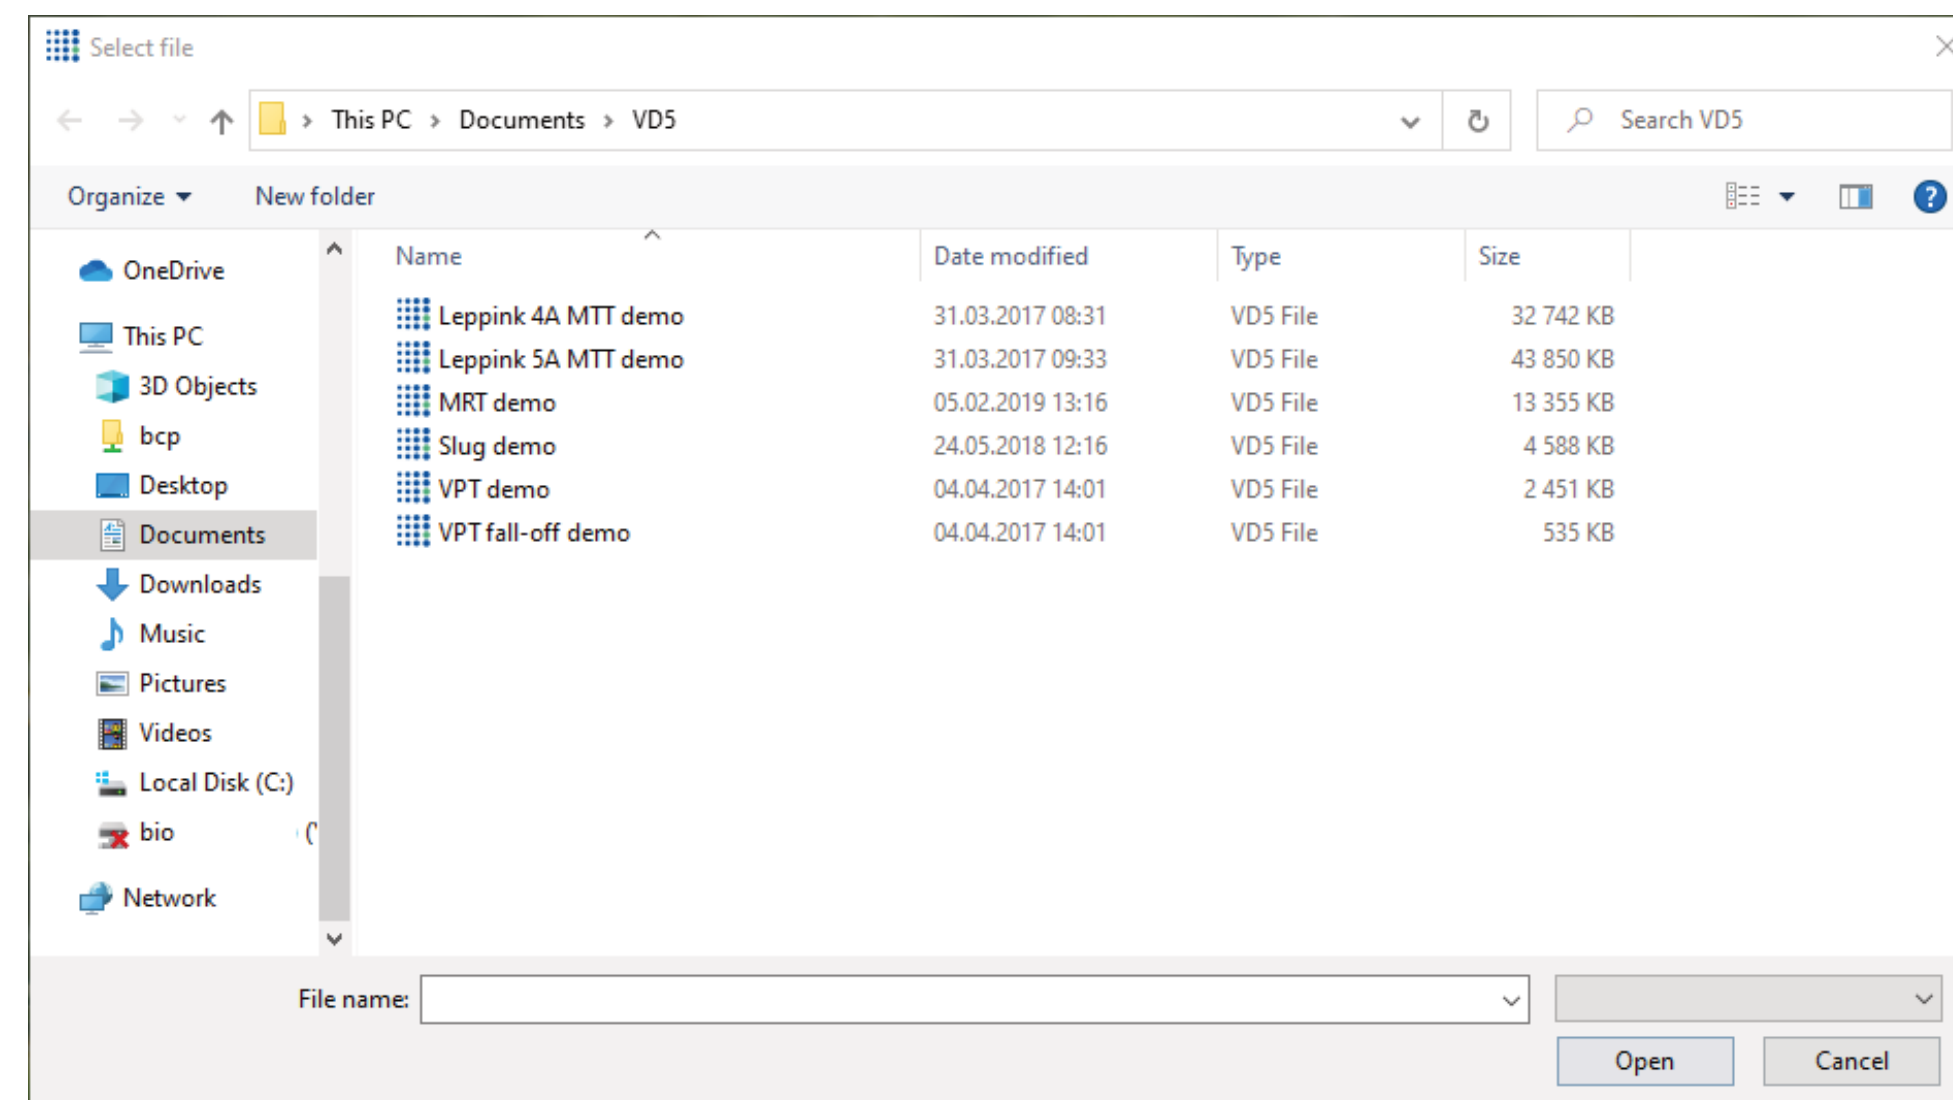 Select file
This PC > Documents > VD5
Search VD5
Organize
New folder
Name Date modified Type Size
Leppink 4A MTT demo 31.03.2017 08:31 VD5 File 32 742 KB
Leppink 5A MTT demo 31.03.2017 09:33 VD5 File 43 850 KB
MRT demo 05.02.2019 13:16 VD5 File 13 355 KB
Slug demo 24.05.2018 12:16 VD5 File 4 588 KB
VPT demo 04.04.2017 14:01 VD5 File 2 451 KB
VPT fall-off demo 04.04.2017 14:01 VD5 File 535 KB
OneDrive
This PC
3D Objects
bcp
Desktop
Documents
Downloads
Music
Pictures
Videos
Local Disk (C:)
bio
Network
File name:
Open
Cancel